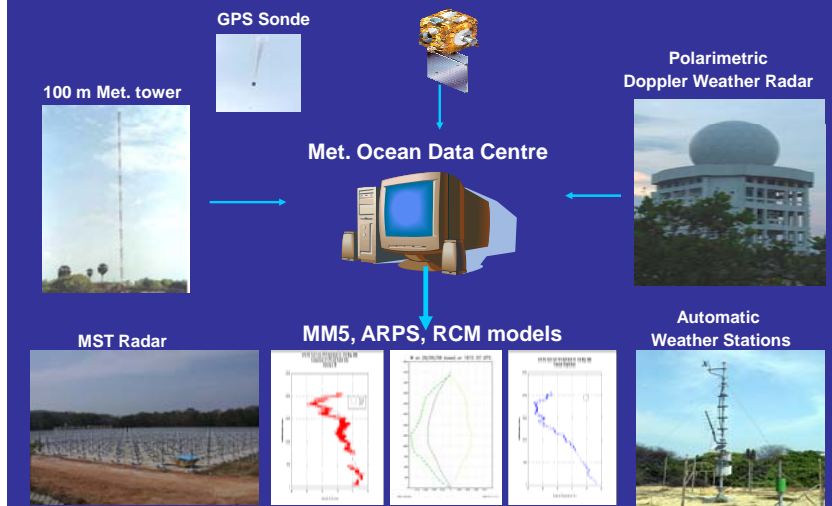 GPS Sonde
Polarimetric
Doppler Weather Radar
100 m Met. tower
Met. Ocean Data Centre
MM5, ARPS, RCM models
MST Radar
Automatic
Weather Stations